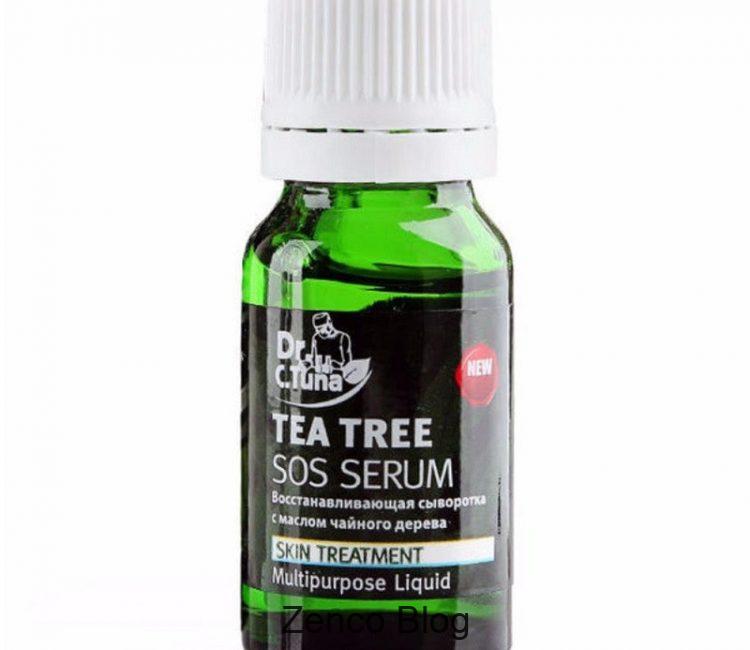 Dr.
C.Tuna
NEW
TEA TREE
SOS SERUM
Восстанавливающая сыворотка
с маслом чайного дерева
SKIN TREATMENT
Multipurpose Liquid
Zenco Blog